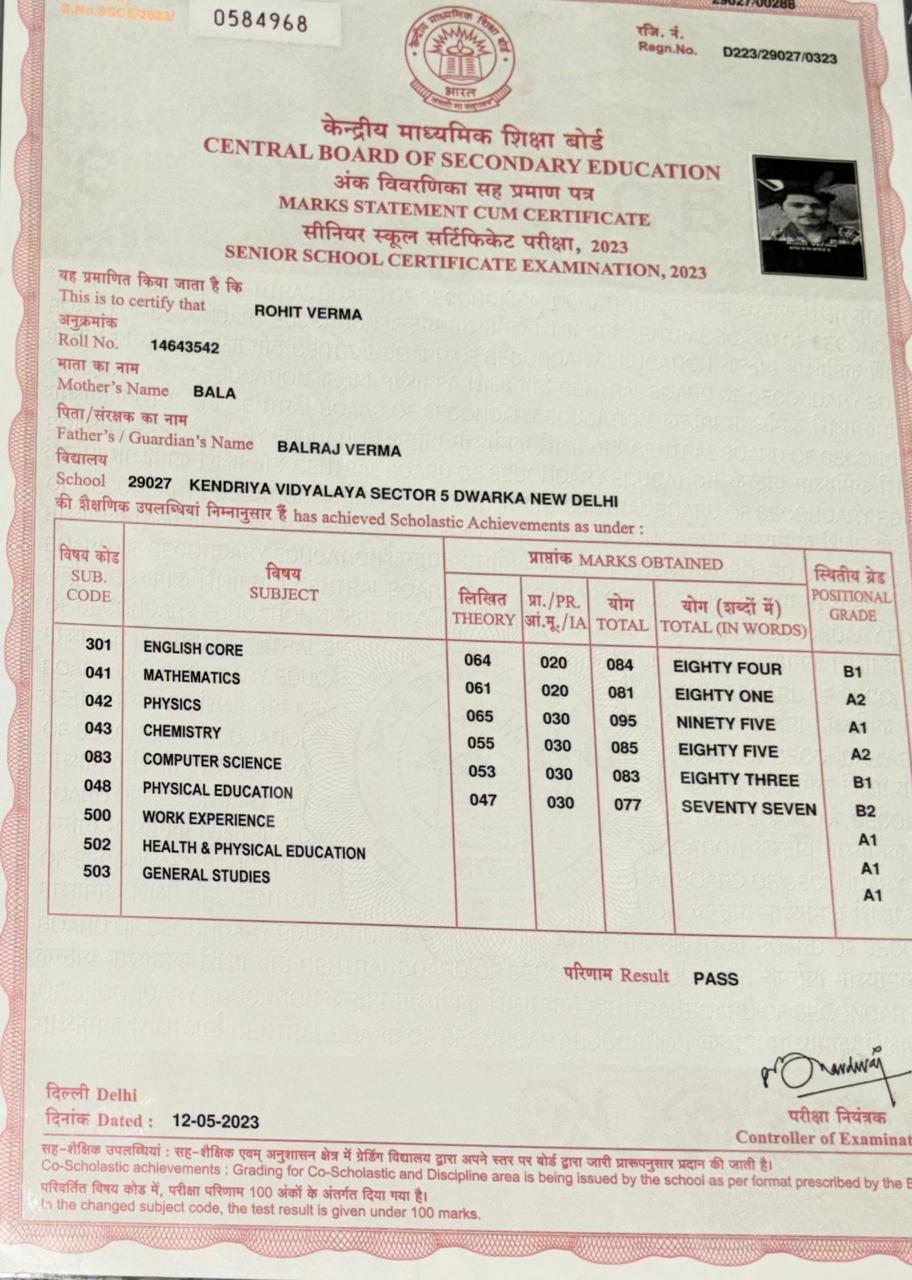 S.No.SSCE/2023/ 0584968
29027/00288
रजि. नं.
Regn.No. D223/29027/0323
केन्द्रीय माध्यमिक शिक्षा बोर्ड
भारत
केन्द्रीय माध्यमिक शिक्षा बोर्ड
CENTRAL BOARD OF SECONDARY EDUCATION
अंक विवरणिका सह प्रमाण पत्र
MARKS STATEMENT CUM CERTIFICATE
सीनियर स्कूल सर्टिफिकेट परीक्षा, 2023
SENIOR SCHOOL CERTIFICATE EXAMINATION, 2023
यह प्रमाणित किया जाता है कि
This is to certify that ROHIT VERMA
अनुक्रमांक
Roll No. 14643542
माता का नाम
Mother's Name BALA
पिता/संरक्षक का नाम
Father's / Guardian's Name BALRAJ VERMA
विद्यालय
School 29027 KENDRIYA VIDYALAYA SECTOR 5 DWARKA NEW DELHI
की शैक्षणिक उपलब्धियां निम्नानुसार हैं has achieved Scholastic Achievements as under :
विषय कोड
SUB.
CODE
विषय
SUBJECT
प्राप्तांक MARKS OBTAINED
लिखित
THEORY
प्रा./PR.
आं.मू./IA
योग
TOTAL
योग (शब्दों में)
TOTAL (IN WORDS)
स्थितीय ग्रेड
POSITIONAL
GRADE
301 ENGLISH CORE 064 020 084 EIGHTY FOUR B1
041 MATHEMATICS 061 020 081 EIGHTY ONE A2
042 PHYSICS 065 030 095 NINETY FIVE A1
043 CHEMISTRY 055 030 085 EIGHTY FIVE A2
083 COMPUTER SCIENCE 053 030 083 EIGHTY THREE B1
048 PHYSICAL EDUCATION 047 030 077 SEVENTY SEVEN B2
500 WORK EXPERIENCE A1
502 HEALTH & PHYSICAL EDUCATION A1
503 GENERAL STUDIES A1
परिणाम Result PASS
दिल्ली Delhi
दिनांक Dated : 12-05-2023
परीक्षा नियंत्रक
Controller of Examinat
सह-शैक्षिक उपलब्धियां : सह-शैक्षिक एवम् अनुशासन क्षेत्र में ग्रेडिंग विद्यालय द्वारा अपने स्तर पर बोर्ड द्वारा जारी प्रारूपनुसार प्रदान की जाती है।
Co-Scholastic achievements : Grading for Co-Scholastic and Discipline area is being issued by the school as per format prescribed by the B
परिवर्तित विषय कोड में, परीक्षा परिणाम 100 अंकों के अंतर्गत दिया गया है।
In the changed subject code, the test result is given under 100 marks.